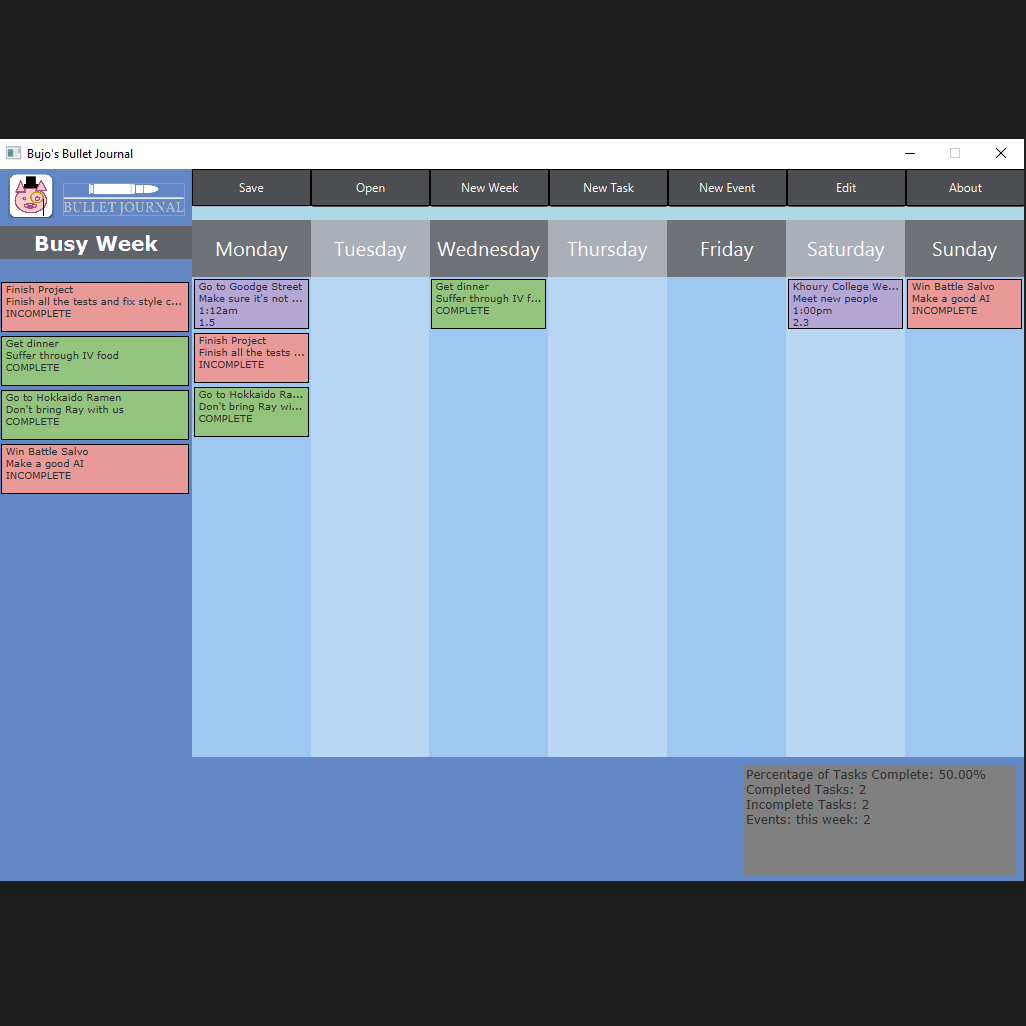 Bujo's Bullet Journal
BULLET JOURNAL
Save
Open
New Week
New Task
New Event
Edit
About
Busy Week
Monday
Tuesday
Wednesday
Thursday
Friday
Saturday
Sunday
Finish Project
Finish all the tests and fix style c...
INCOMPLETE
Get dinner
Suffer through IV food
COMPLETE
Go to Hokkaido Ramen
Don't bring Ray with us
COMPLETE
Win Battle Salvo
Make a good AI
INCOMPLETE
Go to Goodge Street
Make sure it's not ...
1:12am
1.5
Finish Project
Finish all the tests ...
INCOMPLETE
Go to Hokkaido Ra...
Don't bring Ray wi...
COMPLETE
Get dinner
Suffer through IV f...
COMPLETE
Khoury College We...
Meet new people
1:00pm
2.3
Win Battle Salvo
Make a good AI
INCOMPLETE
Percentage of Tasks Complete: 50.00%
Completed Tasks: 2
Incomplete Tasks: 2
Events: this week: 2